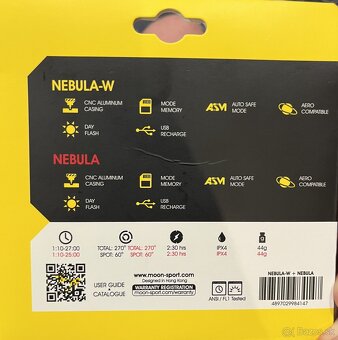 NEBULA-W
CNC ALUMINUM CASING
MODE MEMORY
ASM AUTO SAFE MODE
AERO COMPATIBLE
DAY FLASH
USB RECHARGE
NEBULA
CNC ALUMINUM CASING
MODE MEMORY
ASM AUTO SAFE MODE
AERO COMPATIBLE
DAY FLASH
USB RECHARGE
1:10-27:00 TOTAL: 270° TOTAL: 270° 2:30 hrs IPX4 44g
1:10-25:00 SPOT: 60° SPOT: 60° 2:30 hrs IPX4 44g
USER GUIDE
CATALOGUE
www.moon-sport.com
Designed in Hong Kong
WARRANTY REGISTRATION
www.moon-sport.com/warranty
ANSI / FL1 Tested
NEBULA-W + NEBULA
4897029984147